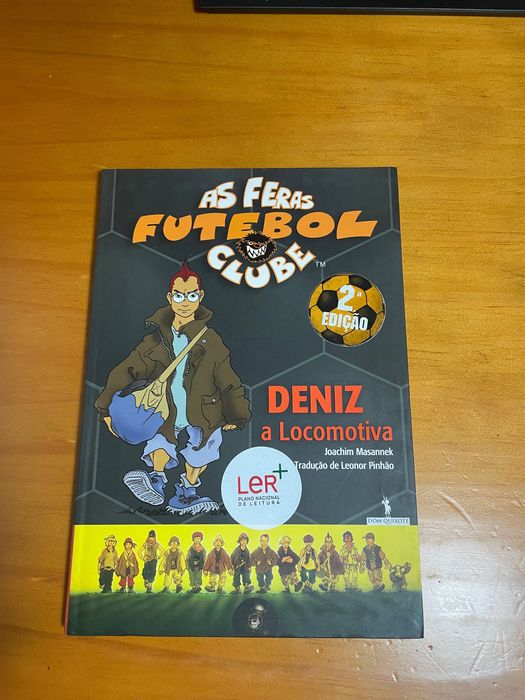 AS FERAS
FUTEBOL
CLUBE
TM
2ª
EDIÇÃO
DENIZ
a Locomotiva
Joachim Masannek
Tradução de Leonor Pinhão
LeR+
PLANO NACIONAL
DE LEITURA
DOM QUIXOTE